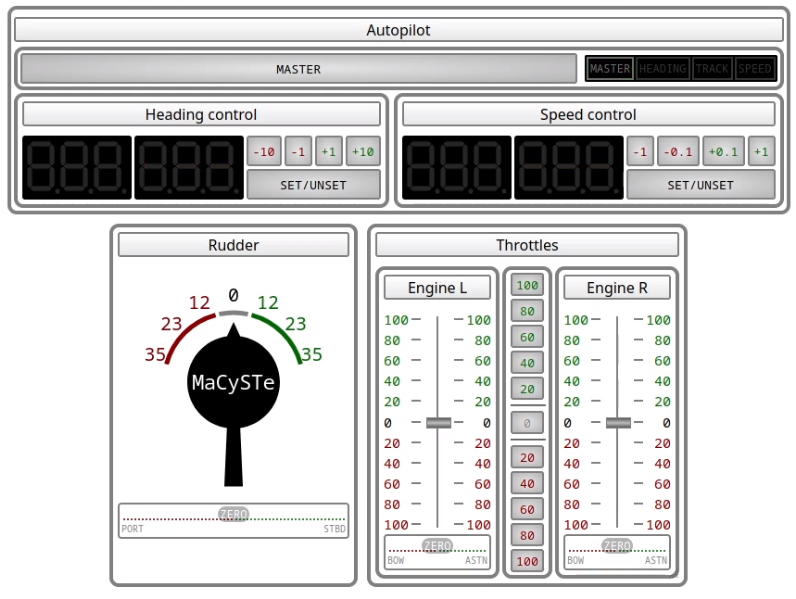 Autopilot
MASTER
MASTER HEADING TRACK SPEED
Heading control
-10 -1 +1 +10
SET/UNSET
Speed control
-1 -0.1 +0.1 +1
SET/UNSET
Rudder
35 23 12 0 12 23 35
MaCySTe
ZERO
PORT STBD
Throttles
Engine L
100 100
80 80
60 60
40 40
20 20
0 0
20 20
40 40
60 60
80 80
100 100
ZERO
BOW ASTN
100
80
60
40
20
0
20
40
60
80
100
Engine R
100 100
80 80
60 60
40 40
20 20
0 0
20 20
40 40
60 60
80 80
100 100
ZERO
BOW ASTN